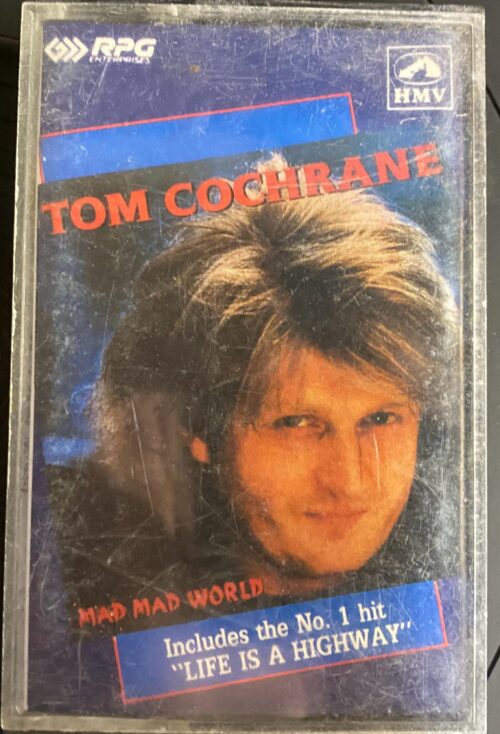 RPG
ENTERPRISES
HMV
TOM COCHRANE
MAD MAD WORLD
Includes the No. 1 hit
"LIFE IS A HIGHWAY"